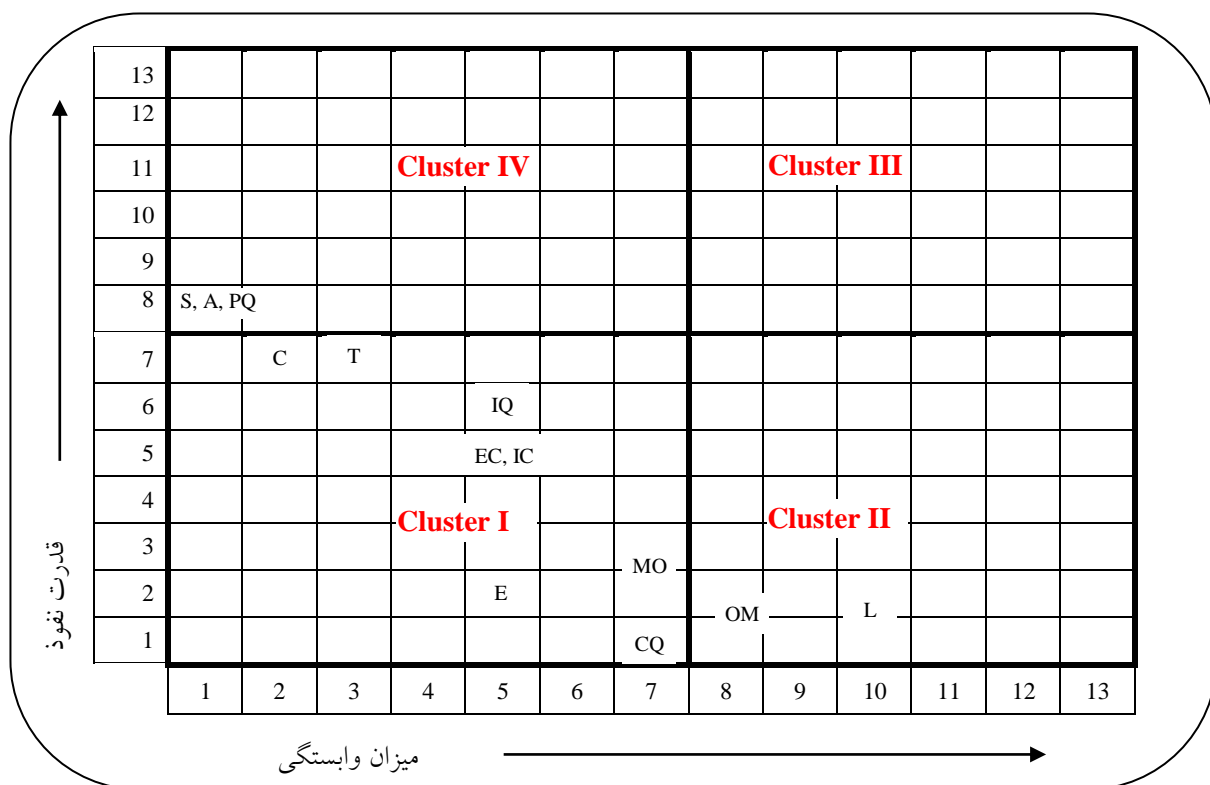 13
12
11 Cluster IV Cluster III
10
9
8 S, A, PQ
7 C T
6 IQ
5 EC, IC
4
Cluster I Cluster II
3
MO
2 E
OM L
1 CQ
1 2 3 4 5 6 7 8 9 10 11 12 13
قدرت نفوذ
میزان وابستگی